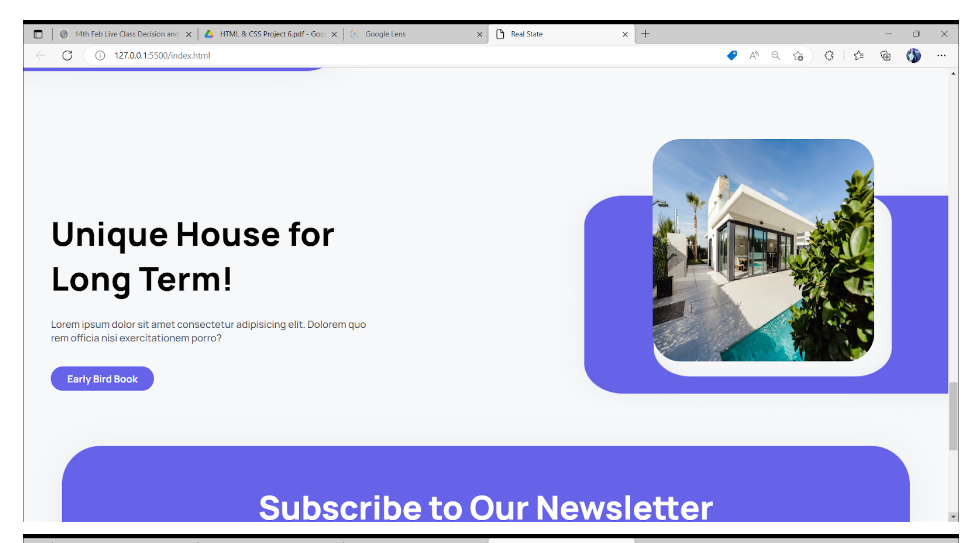 14th Feb Live Class Decision and
HTML & CSS Project 6.pdf - Goo
Google Lens
Real State
127.0.0.1:5500/index.html
Unique House for
Long Term!
Lorem ipsum dolor sit amet consectetur adipisicing elit. Dolorem quo
rem officia nisi exercitationem porro?
Early Bird Book
Subscribe to Our Newsletter